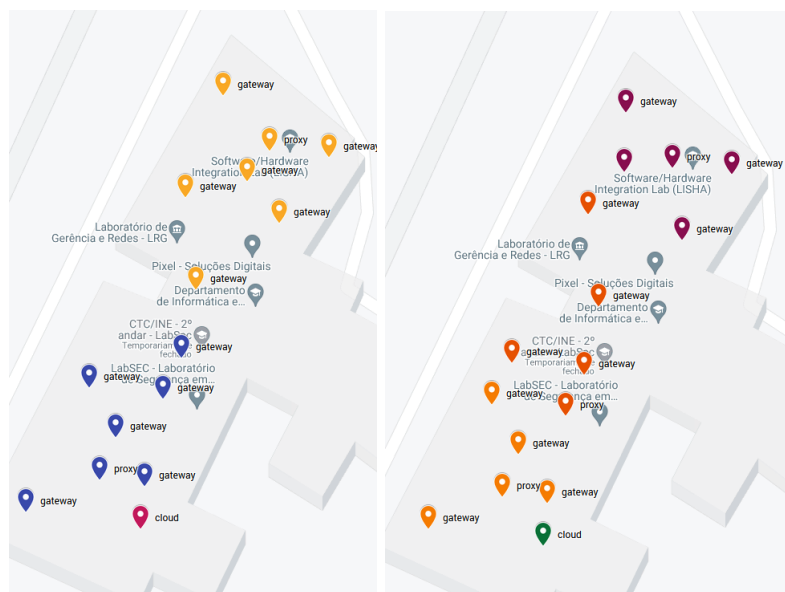 gateway
proxy
gateway
Software/Hardware
Integration Lab (LISHA)
gateway
gateway
gateway
Laboratório de
Gerência e Redes - LRG
Pixel - Soluções Digitais
gateway
Departamento
de Informática e...
CTC/INE - 2º
andar - LabSec
Temporariamente
fechado
gateway
LabSEC - Laboratório
de Segurança em...
gateway
gateway
gateway
proxy
gateway
gateway
cloud
gateway
proxy
gateway
Software/Hardware
Integration Lab (LISHA)
gateway
gateway
Laboratório de
Gerência e Redes - LRG
Pixel - Soluções Digitais
gateway
Departamento
de Informática e...
CTC/INE - 2º
andar - LabSec
Temporariamente
fechado
gateway
gateway
LabSEC - Laboratório
de Segurança em...
gateway
proxy
gateway
proxy
gateway
gateway
cloud